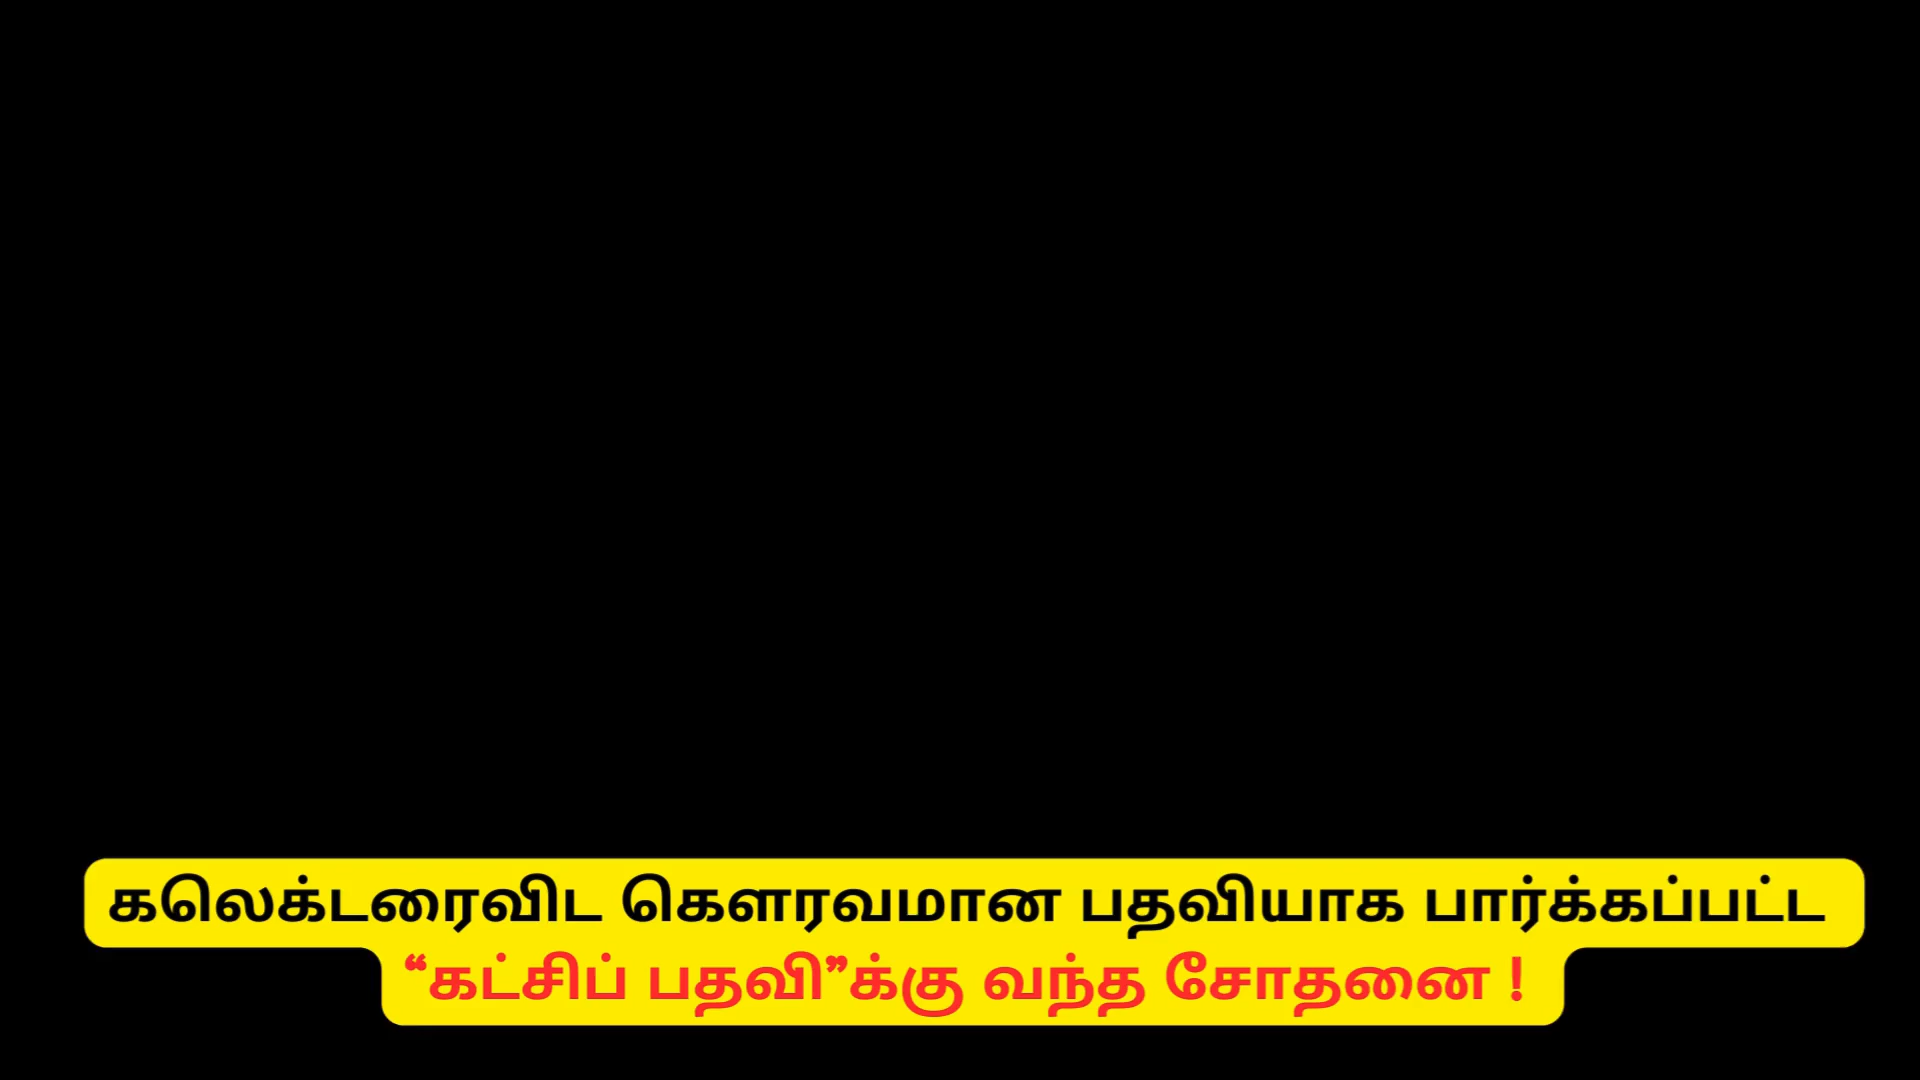 கலெக்டரைவிட கௌரவமான பதவியாக பார்க்கப்பட்ட
“கட்சிப் பதவி”க்கு வந்த சோதனை !